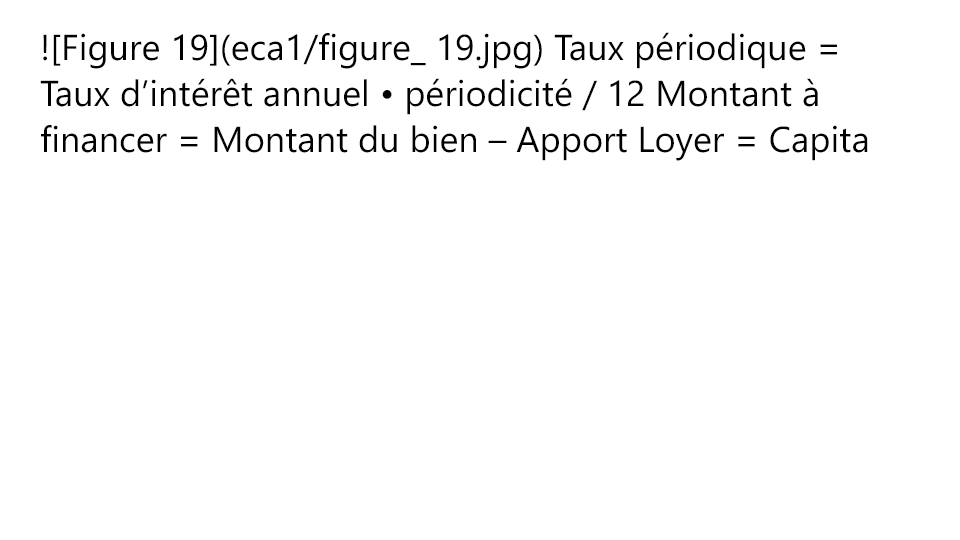 ![Figure 19](eca1/figure_ 19.jpg) Taux périodique =
Taux d’intérêt annuel • périodicité / 12 Montant à
financer = Montant du bien – Apport Loyer = Capita